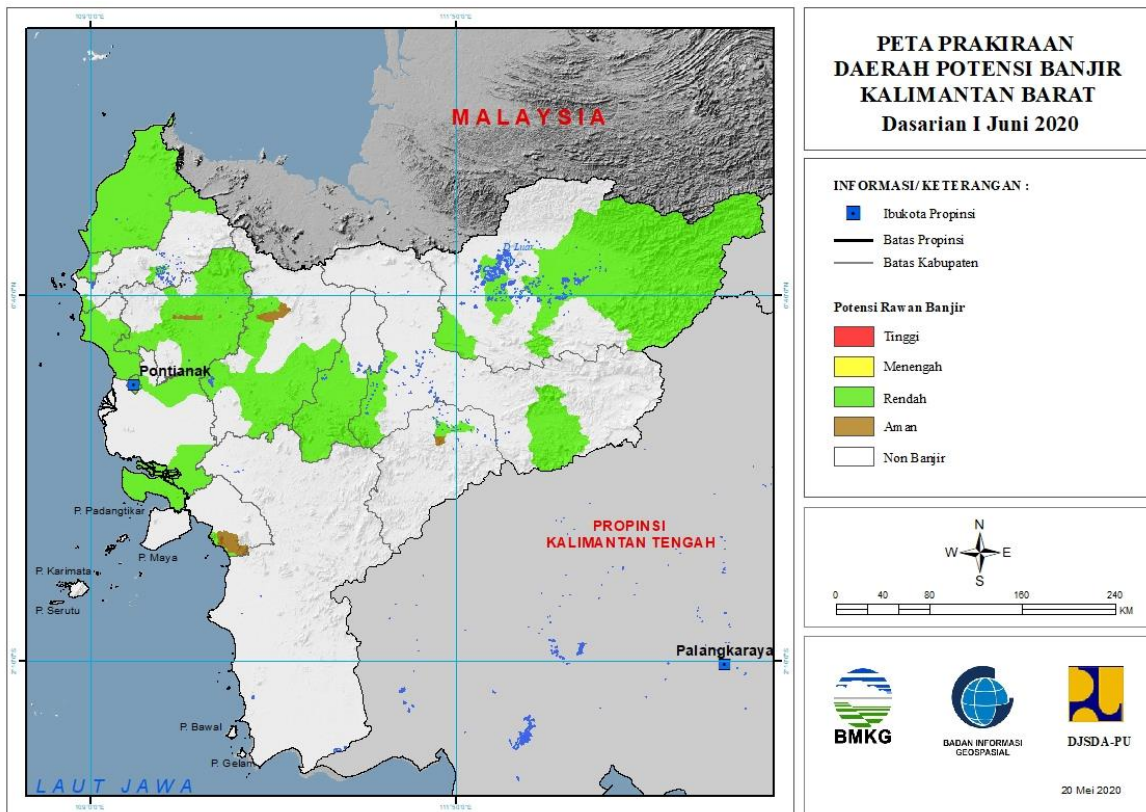 PETA PRAKIRAAN
DAERAH POTENSI BANJIR
KALIMANTAN BARAT
Dasarian I Juni 2020
INFORMASI/ KETERANGAN :
Ibukota Propinsi
Batas Propinsi
Batas Kabupaten
Potensi Rawan Banjir
Tinggi
Menengah
Rendah
Aman
Non Banjir
N
W E
S
0 40 80 160 240
KM
BMKG
BADAN INFORMASI
GEOSPASIAL
DJSDA-PU
20 Mei 2020
MALAYSIA
Pontianak
P. Padangtikar
P. Maya
P. Karimata
P. Serutu
PROPINSI
KALIMANTAN TENGAH
Palangkaraya
P. Bawal
P. Gelam
LAUT JAWA